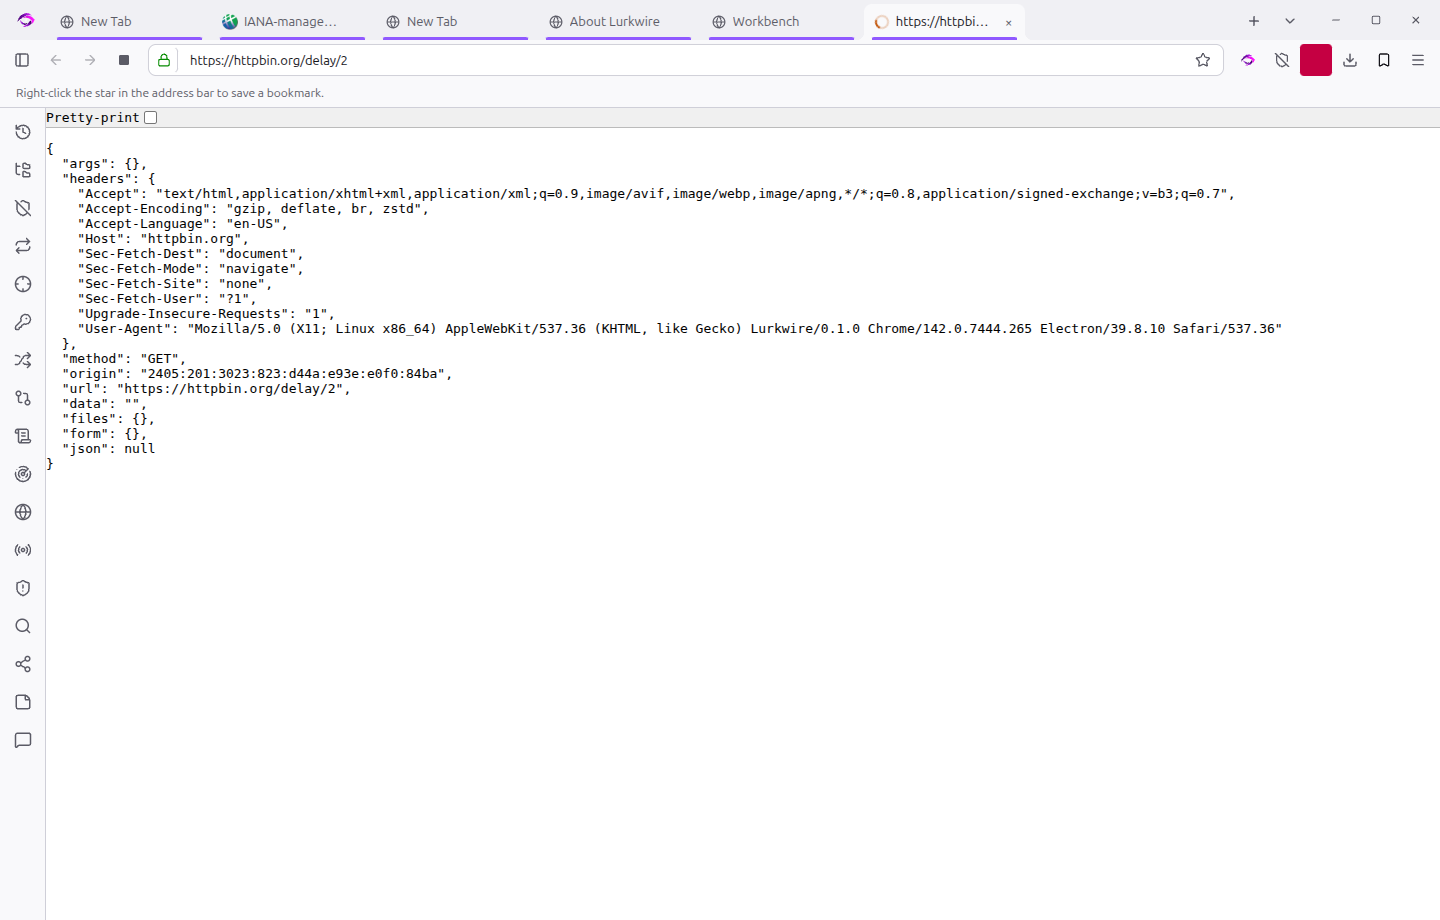 New Tab
IANA-manage...
New Tab
About Lurkwire
Workbench
https://httpbi...
https://httpbin.org/delay/2
Right-click the star in the address bar to save a bookmark.
Pretty-print
{
  "args": {},
  "headers": {
    "Accept": "text/html,application/xhtml+xml,application/xml;q=0.9,image/avif,image/webp,image/apng,*/*;q=0.8,application/signed-exchange;v=b3;q=0.7",
    "Accept-Encoding": "gzip, deflate, br, zstd",
    "Accept-Language": "en-US",
    "Host": "httpbin.org",
    "Sec-Fetch-Dest": "document",
    "Sec-Fetch-Mode": "navigate",
    "Sec-Fetch-Site": "none",
    "Sec-Fetch-User": "?1",
    "Upgrade-Insecure-Requests": "1",
    "User-Agent": "Mozilla/5.0 (X11; Linux x86_64) AppleWebKit/537.36 (KHTML, like Gecko) Lurkwire/0.1.0 Chrome/142.0.7444.265 Electron/39.8.10 Safari/537.36"
  },
  "method": "GET",
  "origin": "2405:201:3023:823:d44a:e93e:e0f0:84ba",
  "url": "https://httpbin.org/delay/2",
  "data": "",
  "files": {},
  "form": {},
  "json": null
}